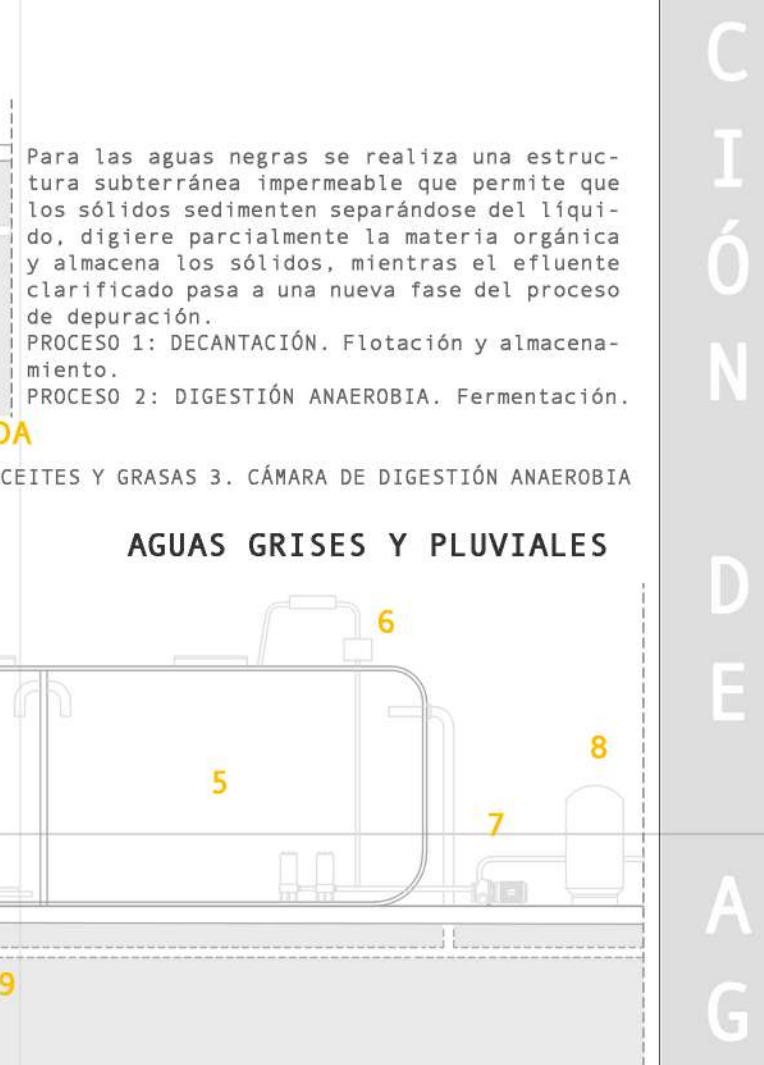 Para las aguas negras se realiza una estruc-
tura subterránea impermeable que permite que
los sólidos sedimenten separándose del líqui-
do, digiere parcialmente la materia orgánica
y almacena los sólidos, mientras el efluente
clarificado pasa a una nueva fase del proceso
de depuración.
PROCESO 1: DECANTACIÓN. Flotación y almacena-
miento.
PROCESO 2: DIGESTIÓN ANAEROBIA. Fermentación.
DA
CEITES Y GRASAS 3. CÁMARA DE DIGESTIÓN ANAEROBIA
AGUAS GRISES Y PLUVIALES
6
5
8
7
9
CIÓN DE AG